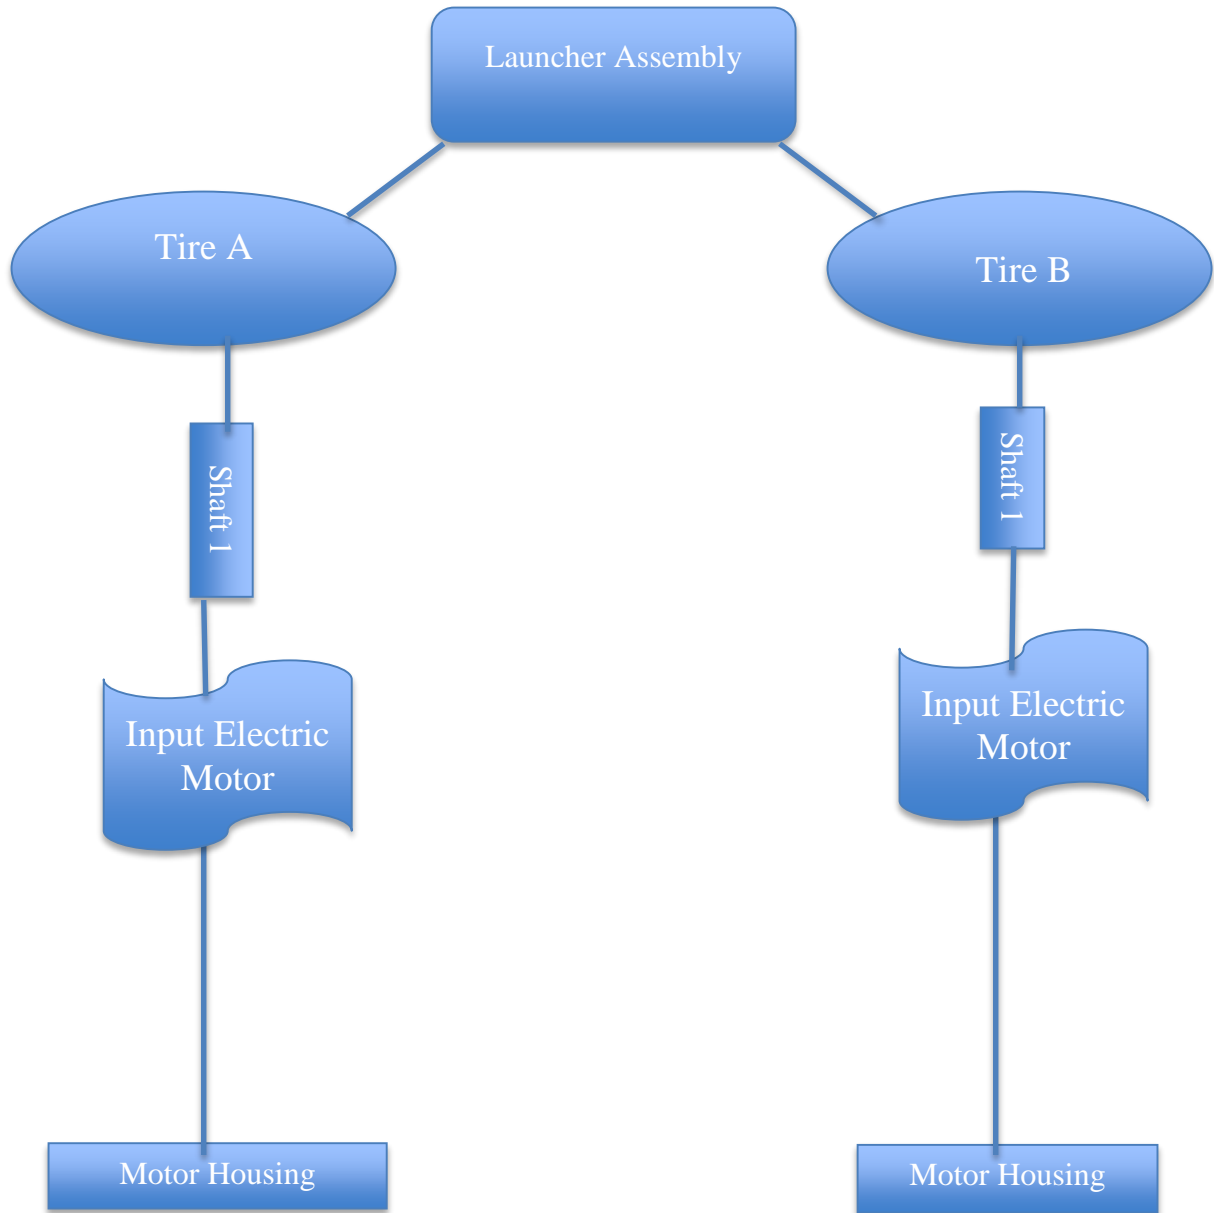 Launcher Assembly
Tire A
Tire B
Shaft 1
Shaft 1
Input Electric
Motor
Input Electric
Motor
Motor Housing
Motor Housing